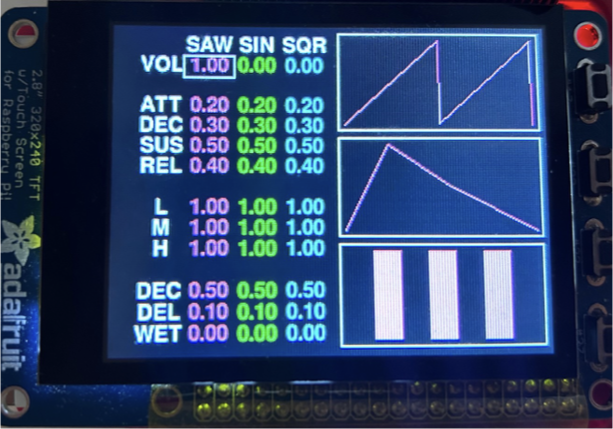 SAW SIN SQR
VOL 1.00 0.00 0.00
ATT 0.20 0.20 0.20
DEC 0.30 0.30 0.30
SUS 0.50 0.50 0.50
REL 0.40 0.40 0.40
L 1.00 1.00 1.00
M 1.00 1.00 1.00
H 1.00 1.00 1.00
DEC 0.50 0.50 0.50
DEL 0.10 0.10 0.10
WET 0.00 0.00 0.00
2.8" 320x240 TFT
w/Touch Screen
for Raspberry Pi!
adafruit